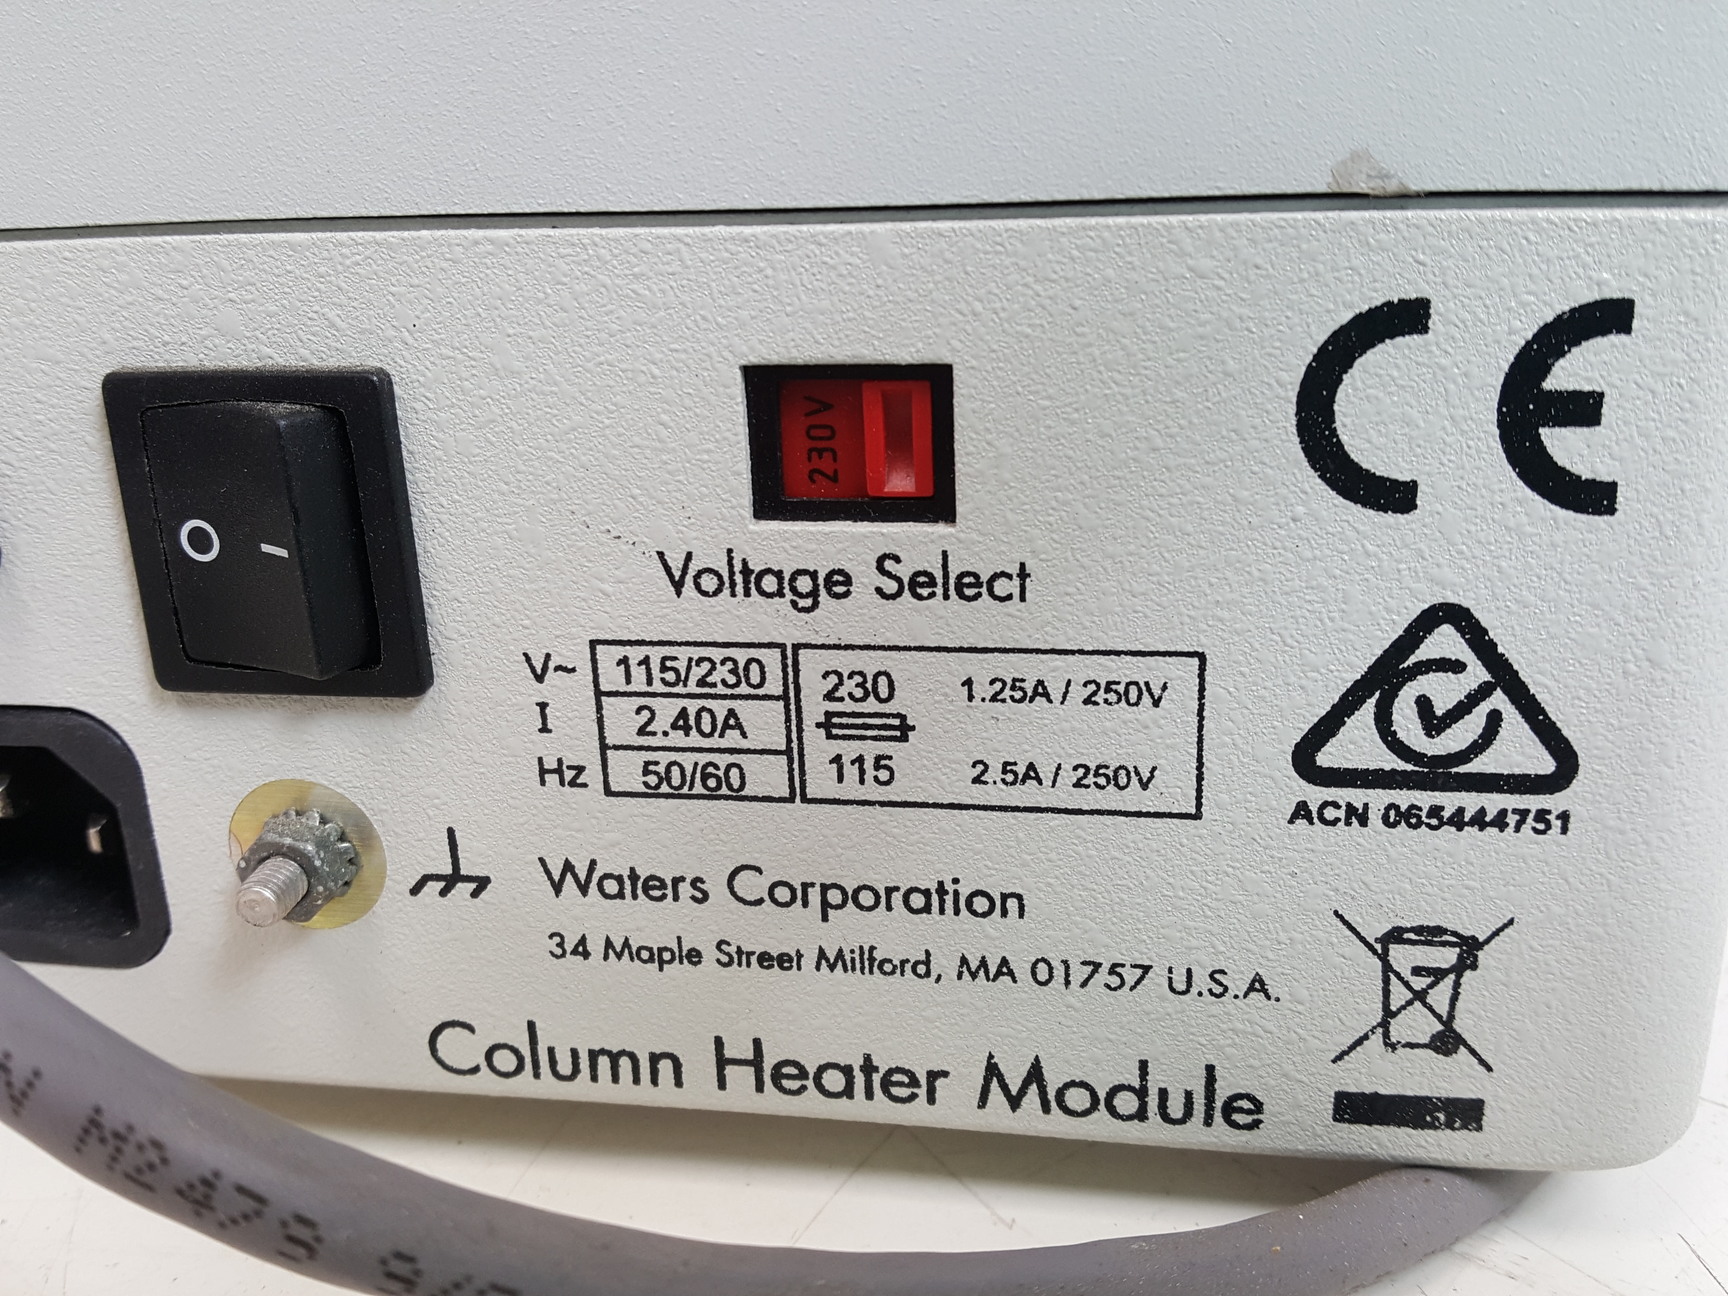 230V
CE
O I
Voltage Select
V~ 115/230 230 1.25A / 250V
I 2.40A
Hz 50/60 115 2.5A / 250V
ACN 065444751
Waters Corporation
34 Maple Street Milford, MA 01757 U.S.A.
Column Heater Module